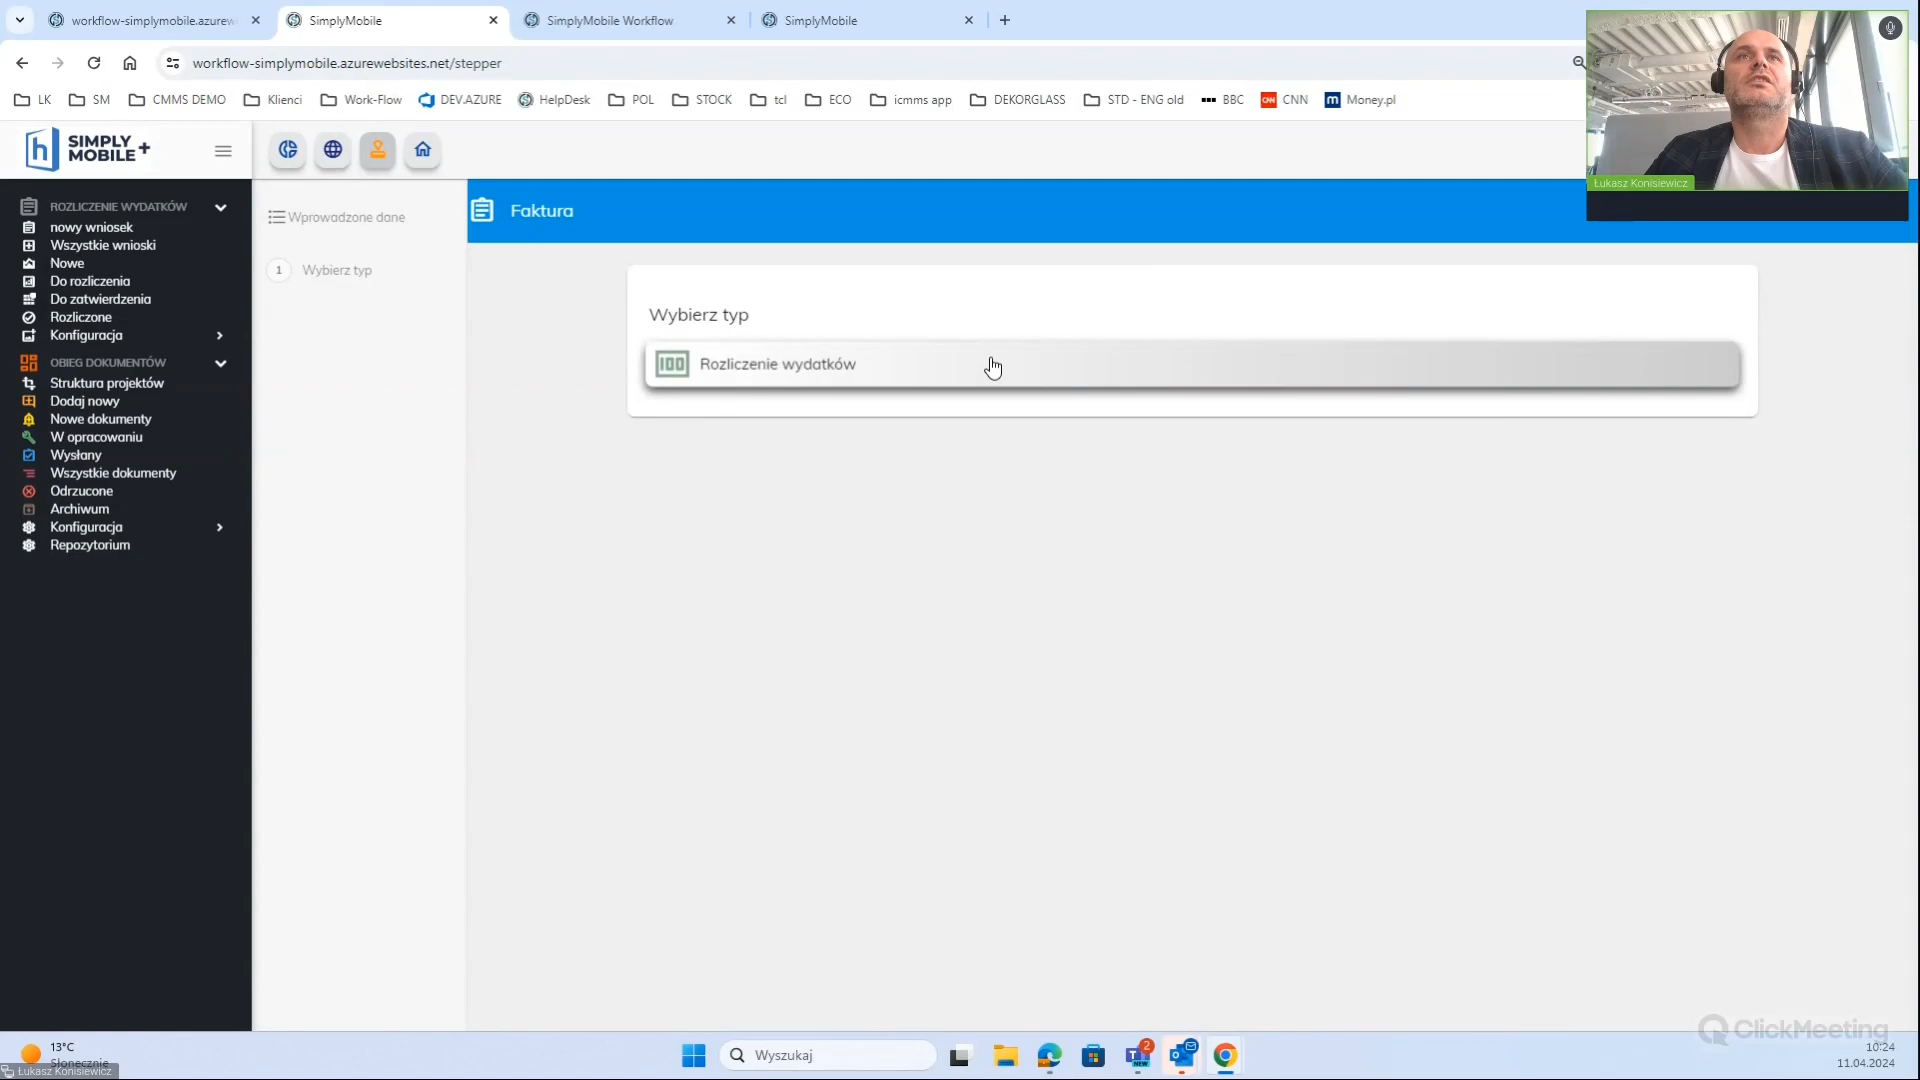 workflow-simplymobile.azurew
SimplyMobile
SimplyMobile Workflow
SimplyMobile
workflow-simplymobile.azurewebsites.net/stepper
LK
SM
CMMS DEMO
Klienci
Work-Flow
DEV.AZURE
HelpDesk
POL
STOCK
tcl
ECO
icmms app
DEKORGLASS
STD - ENG old
BBC
CNN
Money.pl
SIMPLY
MOBILE +
ROZLICZENIE WYDATKÓW
nowy wniosek
Wszystkie wnioski
Nowe
Do rozliczenia
Do zatwierdzenia
Rozliczone
Konfiguracja
OBIEG DOKUMENTÓW
Struktura projektów
Dodaj nowy
Nowe dokumenty
W opracowaniu
Wysłany
Wszystkie dokumenty
Odrzucone
Archiwum
Konfiguracja
Repozytorium
Wprowadzone dane
1 Wybierz typ
Faktura
Wybierz typ
100 Rozliczenie wydatków
Łukasz Konisiewicz
ClickMeeting
13°C
Słonecznie
Łukasz Konisiewicz
Wyszukaj
2
NEW
10:24
11.04.2024